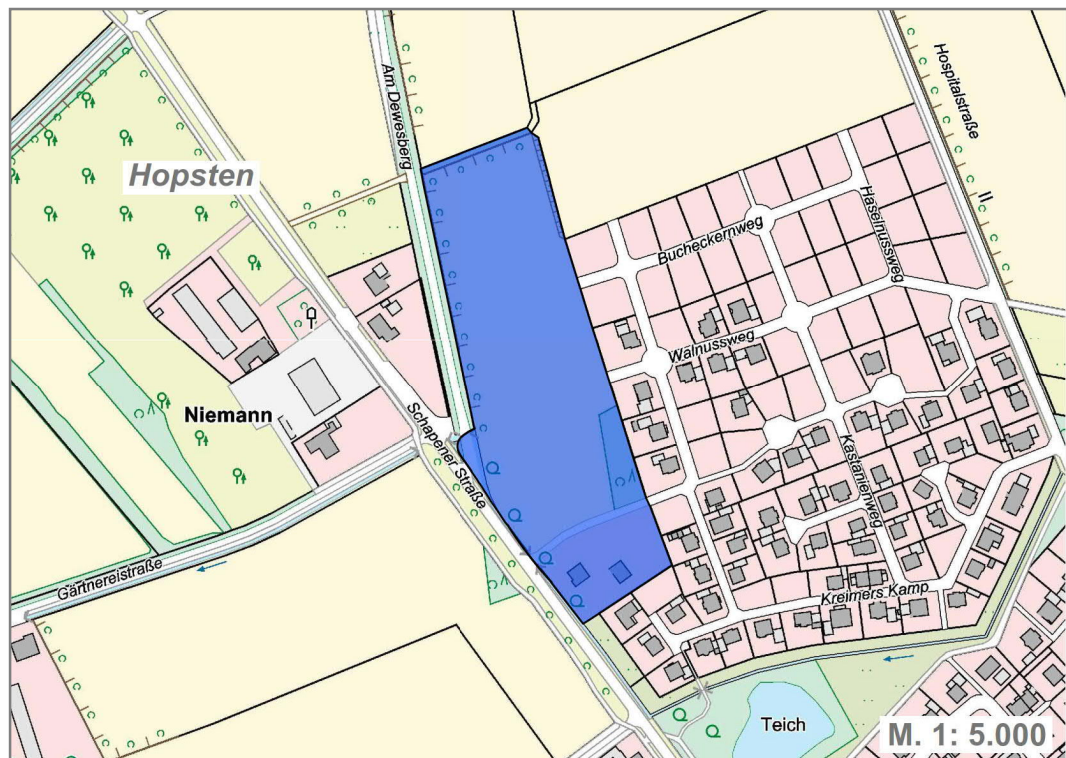 Hopsten
Am Dewesberg
Hospitalstraße
Bucheckernweg
Haselnussweg
Walnussweg
Niemann
Schapener Straße
Kastanienweg
Gärtnereistraße
Kreimers Kamp
Teich
M. 1: 5.000